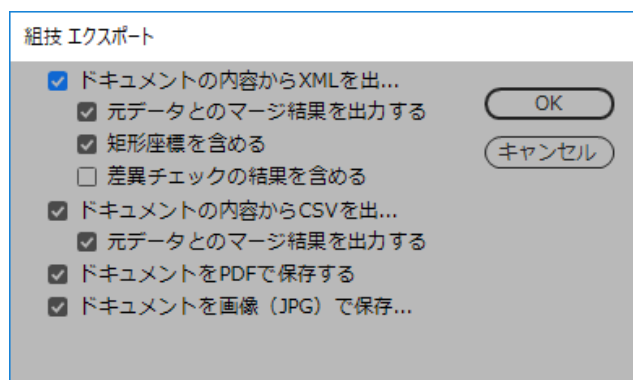 組技 エクスポート
ドキュメントの内容からXMLを出...
元データとのマージ結果を出力する
矩形座標を含める
差異チェックの結果を含める
ドキュメントの内容からCSVを出...
元データとのマージ結果を出力する
ドキュメントをPDFで保存する
ドキュメントを画像（JPG）で保存...
OK
キャンセル